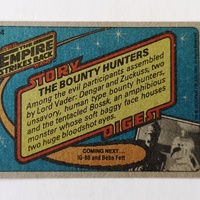 THE
EMPIRE
STRIKES BACK
STORY
THE BOUNTY HUNTERS
Among the evil participants assembled
by Lord Vader: Dengar and Zuckuss, two
unsavory, human type bounty hunters,
and the tentacled Bossk, an amphibious
monster whose soft baggy face houses
two huge bloodshot eyes.
DIGEST
COMING NEXT...
IG-88 and Boba Fett